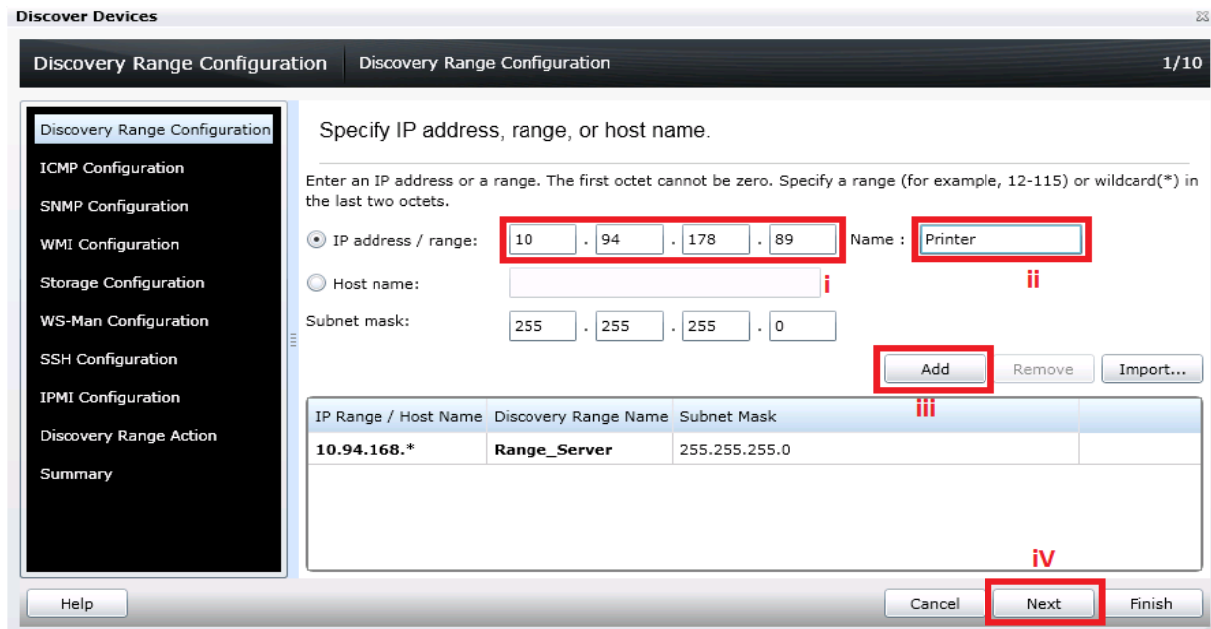 Discover Devices
Discovery Range Configuration Discovery Range Configuration 1/10
Discovery Range Configuration
ICMP Configuration
SNMP Configuration
WMI Configuration
Storage Configuration
WS-Man Configuration
SSH Configuration
IPMI Configuration
Discovery Range Action
Summary
Specify IP address, range, or host name.
Enter an IP address or a range. The first octet cannot be zero. Specify a range (for example, 12-115) or wildcard(*) in
the last two octets.
IP address / range: 10 . 94 . 178 . 89 Name : Printer
Host name: i ii
Subnet mask: 255 . 255 . 255 . 0
Add Remove Import...
iii
IP Range / Host Name Discovery Range Name Subnet Mask
10.94.168.* Range_Server 255.255.255.0
iV
Help Cancel Next Finish